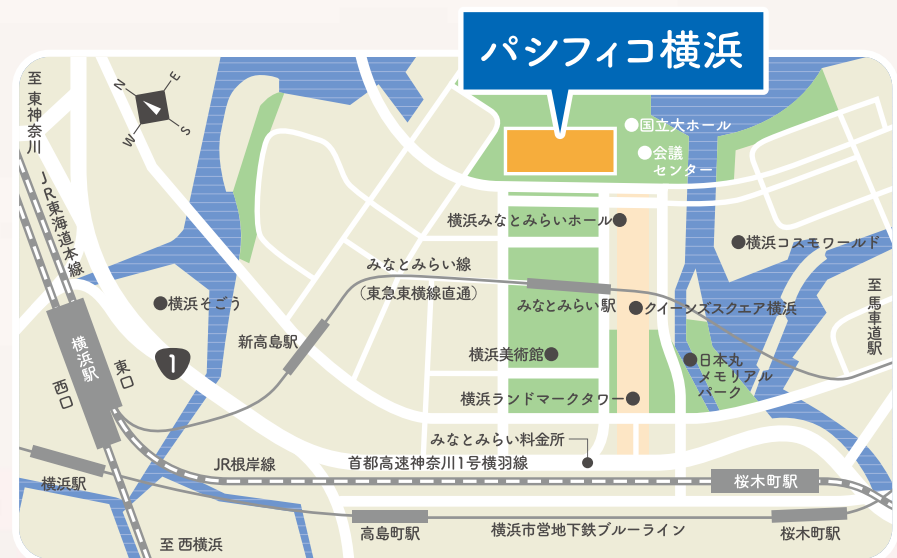 パシフィコ横浜
至 東神奈川
N
E
W
S
JR東海道本線
国立大ホール
会議
センター
横浜みなとみらいホール
横浜コスモワールド
みなとみらい線
(東急東横線直通)
みなとみらい駅
クイーンズスクエア横浜
至 馬車道駅
横浜そごう
新高島駅
横浜駅
東口
西口
1
横浜美術館
日本丸
メモリアル
パーク
横浜ランドマークタワー
みなとみらい料金所
JR根岸線
首都高速神奈川1号横羽線
桜木町駅
横浜駅
高島町駅
横浜市営地下鉄ブルーライン
桜木町駅
至 西横浜